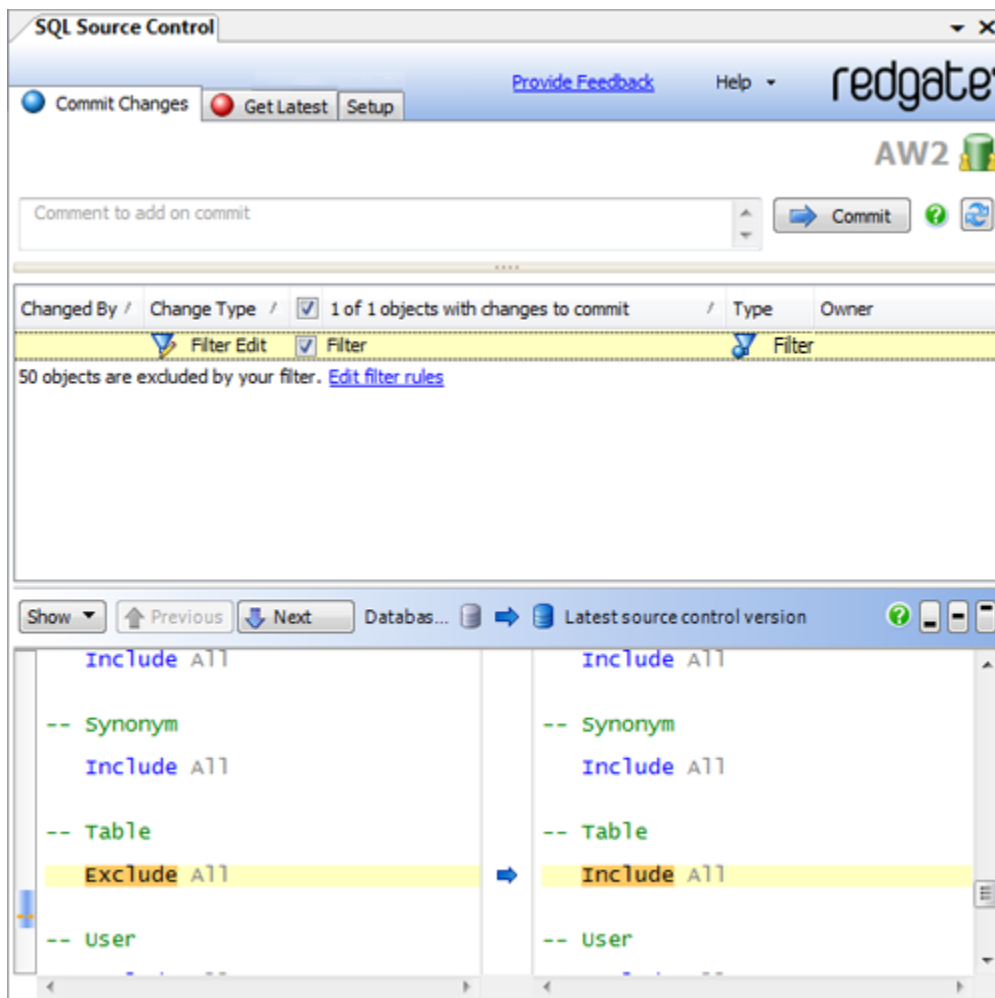 SQL Source Control
Provide Feedback Help redgate
Commit Changes Get Latest Setup
AW2
Comment to add on commit Commit
Changed By / Change Type / 1 of 1 objects with changes to commit / Type Owner
Filter Edit Filter Filter
50 objects are excluded by your filter. Edit filter rules
Show Previous Next Databas... Latest source control version
Include All Include All
-- Synonym -- Synonym
Include All Include All
-- Table -- Table
Exclude All Include All
-- User -- User